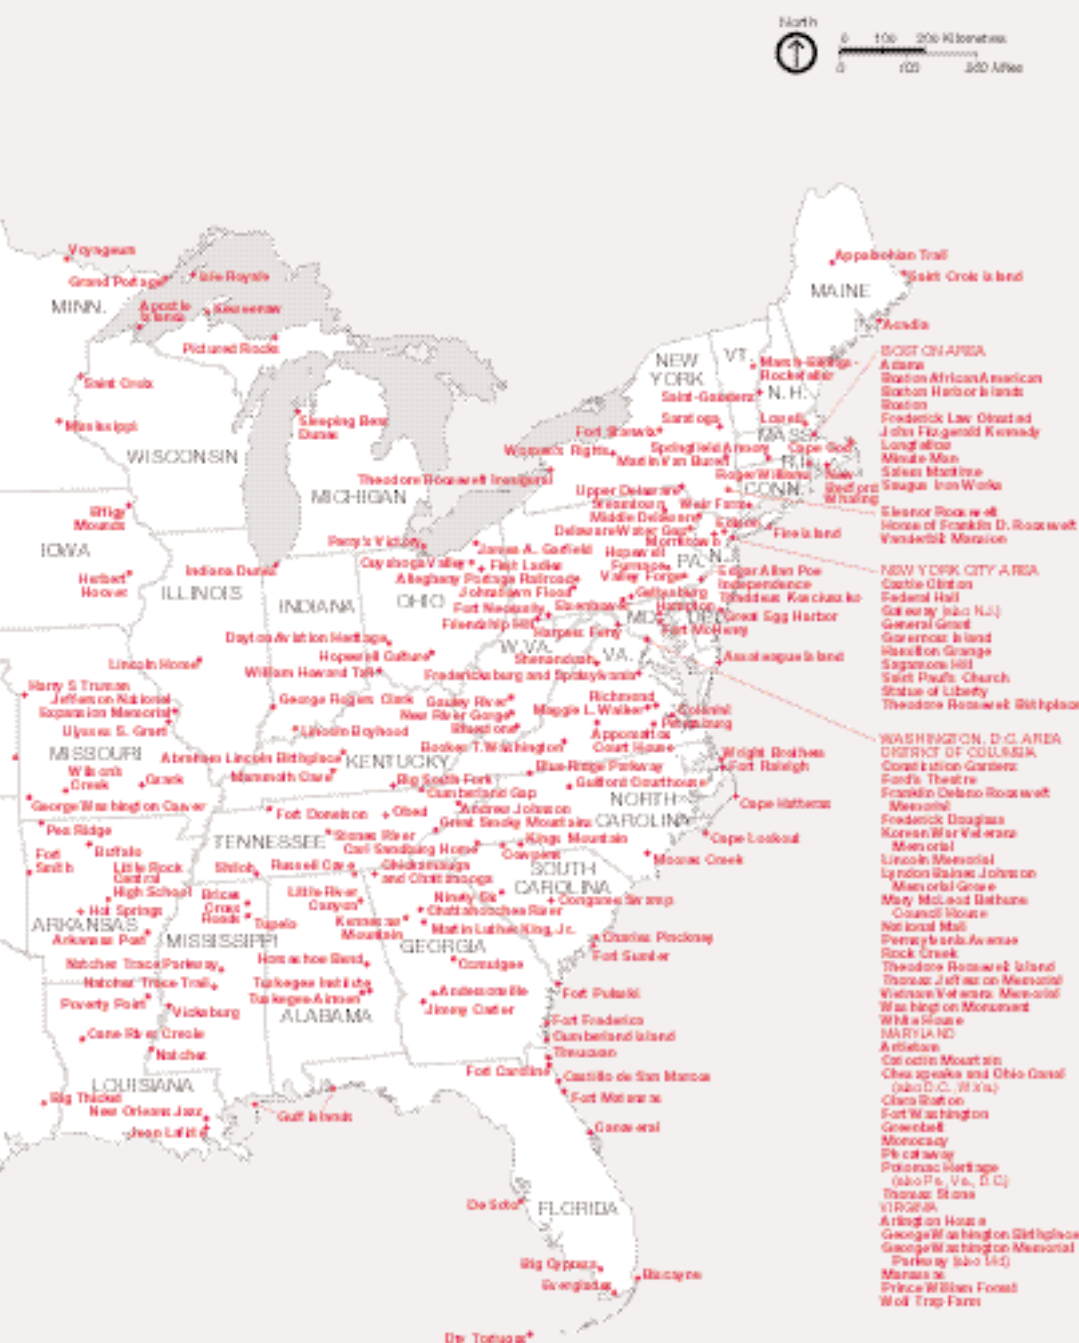 North
0 100 200 Kilometers
0 100 200 Miles
Voyageurs
Grand Portage
Isle Royale
MINN.
Apostle
Islands
Keweenaw
Pictured Rocks
Saint Croix
Mississippi
Sleeping Bear
Dunes
WISCONSIN
MICHIGAN
Effigy
Mounds
IOWA
Herbert
Hoover
Indiana Dunes
ILLINOIS
INDIANA
OHIO
Appalachian Trail
Saint Croix Island
MAINE
Acadia
NEW
YORK
VT.
Marsh-Billings-
Rockefeller
Saint-Gaudens
N.H.
Saratoga
Lowell
Fort Stanwix
MASS.
Cape Cod
Women's Rights
Springfield Armory
Martin Van Buren
R.I.
Theodore Roosevelt Inaugural
Roger Williams
New
Bedford
Whaling
CONN.
Upper Delaware
Steamtown
Weir Farm
Middle Delaware
Delaware Water Gap
Edison
Fire Island
Morristown
Perry's Victory
James A. Garfield
Hopewell
Furnace
PA.
N.J.
Cuyahoga Valley
First Ladies
Allegheny Portage Railroad
Valley Forge
Edgar Allan Poe
Independence
Thaddeus Kosciuszko
Johnstown Flood
Gettysburg
Fort Necessity
Eisenhower
Hampton
Great Egg Harbor
Friendship Hill
MD.
DEL.
Fort McHenry
Harpers Ferry
Dayton Aviation Heritage
Hopewell Culture
W.VA.
Shenandoah
VA.
Assateague Island
William Howard Taft
Fredericksburg and Spotsylvania
Lincoln Home
Harry S Truman
Jefferson National
Expansion Memorial
Ulysses S. Grant
George Rogers Clark
Gauley River
New River Gorge
Bluestone
Richmond
Maggie L. Walker
Colonial
Petersburg
Lincoln Boyhood
Booker T. Washington
Appomattox
Court House
MISSOURI
Abraham Lincoln Birthplace
KENTUCKY
Wright Brothers
Fort Raleigh
Wilson's
Creek
Ozark
Mammoth Cave
Blue Ridge Parkway
Big South Fork
Cumberland Gap
Guilford Courthouse
George Washington Carver
Fort Donelson
Obed
Andrew Johnson
NORTH
CAROLINA
Cape Hatteras
Pea Ridge
Great Smoky Mountains
TENNESSEE
Stones River
Carl Sandburg Home
Kings Mountain
Cape Lookout
Buffalo
Fort
Smith
Cowpens
Moores Creek
Little Rock
Central
High School
Shiloh
Russell Cave
Chickamauga
and Chattanooga
SOUTH
CAROLINA
Hot Springs
Brices
Cross
Roads
Little River
Canyon
Ninety Six
Congaree Swamp
Chattahoochee River
ARKANSAS
Tupelo
Kennesaw
Mountain
Martin Luther King, Jr.
Charles Pinckney
Arkansas Post
MISSISSIPPI
GEORGIA
Fort Sumter
Natchez Trace Parkway
Horseshoe Bend
Ocmulgee
Natchez Trace Trail
Tuskegee Institute
Tuskegee Airmen
Andersonville
Fort Pulaski
Poverty Point
Vicksburg
ALABAMA
Jimmy Carter
Fort Frederica
Cane River Creole
Cumberland Island
Natchez
Timucuan
Fort Caroline
LOUISIANA
Castillo de San Marcos
Big Thicket
Fort Matanzas
New Orleans Jazz
Gulf Islands
Jean Lafitte
Canaveral
De Soto
FLORIDA
Big Cypress
Biscayne
Everglades
Dry Tortugas
BOSTON AREA
Adams
Boston African American
Boston Harbor Islands
Boston
Frederick Law Olmsted
John Fitzgerald Kennedy
Longfellow
Minute Man
Salem Maritime
Saugus Iron Works
Eleanor Roosevelt
Home of Franklin D. Roosevelt
Vanderbilt Mansion
NEW YORK CITY AREA
Castle Clinton
Federal Hall
Gateway (also N.J.)
General Grant
Governors Island
Hamilton Grange
Sagamore Hill
Saint Paul's Church
Statue of Liberty
Theodore Roosevelt Birthplace
WASHINGTON, D.C. AREA
DISTRICT OF COLUMBIA
Constitution Gardens
Ford's Theatre
Franklin Delano Roosevelt
Memorial
Frederick Douglass
Korean War Veterans
Memorial
Lincoln Memorial
Lyndon Baines Johnson
Memorial Grove
Mary McLeod Bethune
Council House
National Mall
Pennsylvania Avenue
Rock Creek
Theodore Roosevelt Island
Thomas Jefferson Memorial
Vietnam Veterans Memorial
Washington Monument
White House
MARYLAND
Antietam
Catoctin Mountain
Chesapeake and Ohio Canal
(also D.C., W.Va.)
Clara Barton
Fort Washington
Greenbelt
Monocacy
Piscataway
Potomac Heritage
(also Pa., Va., D.C.)
Thomas Stone
VIRGINIA
Arlington House
George Washington Birthplace
George Washington Memorial
Parkway (also Md.)
Manassas
Prince William Forest
Wolf Trap Farm